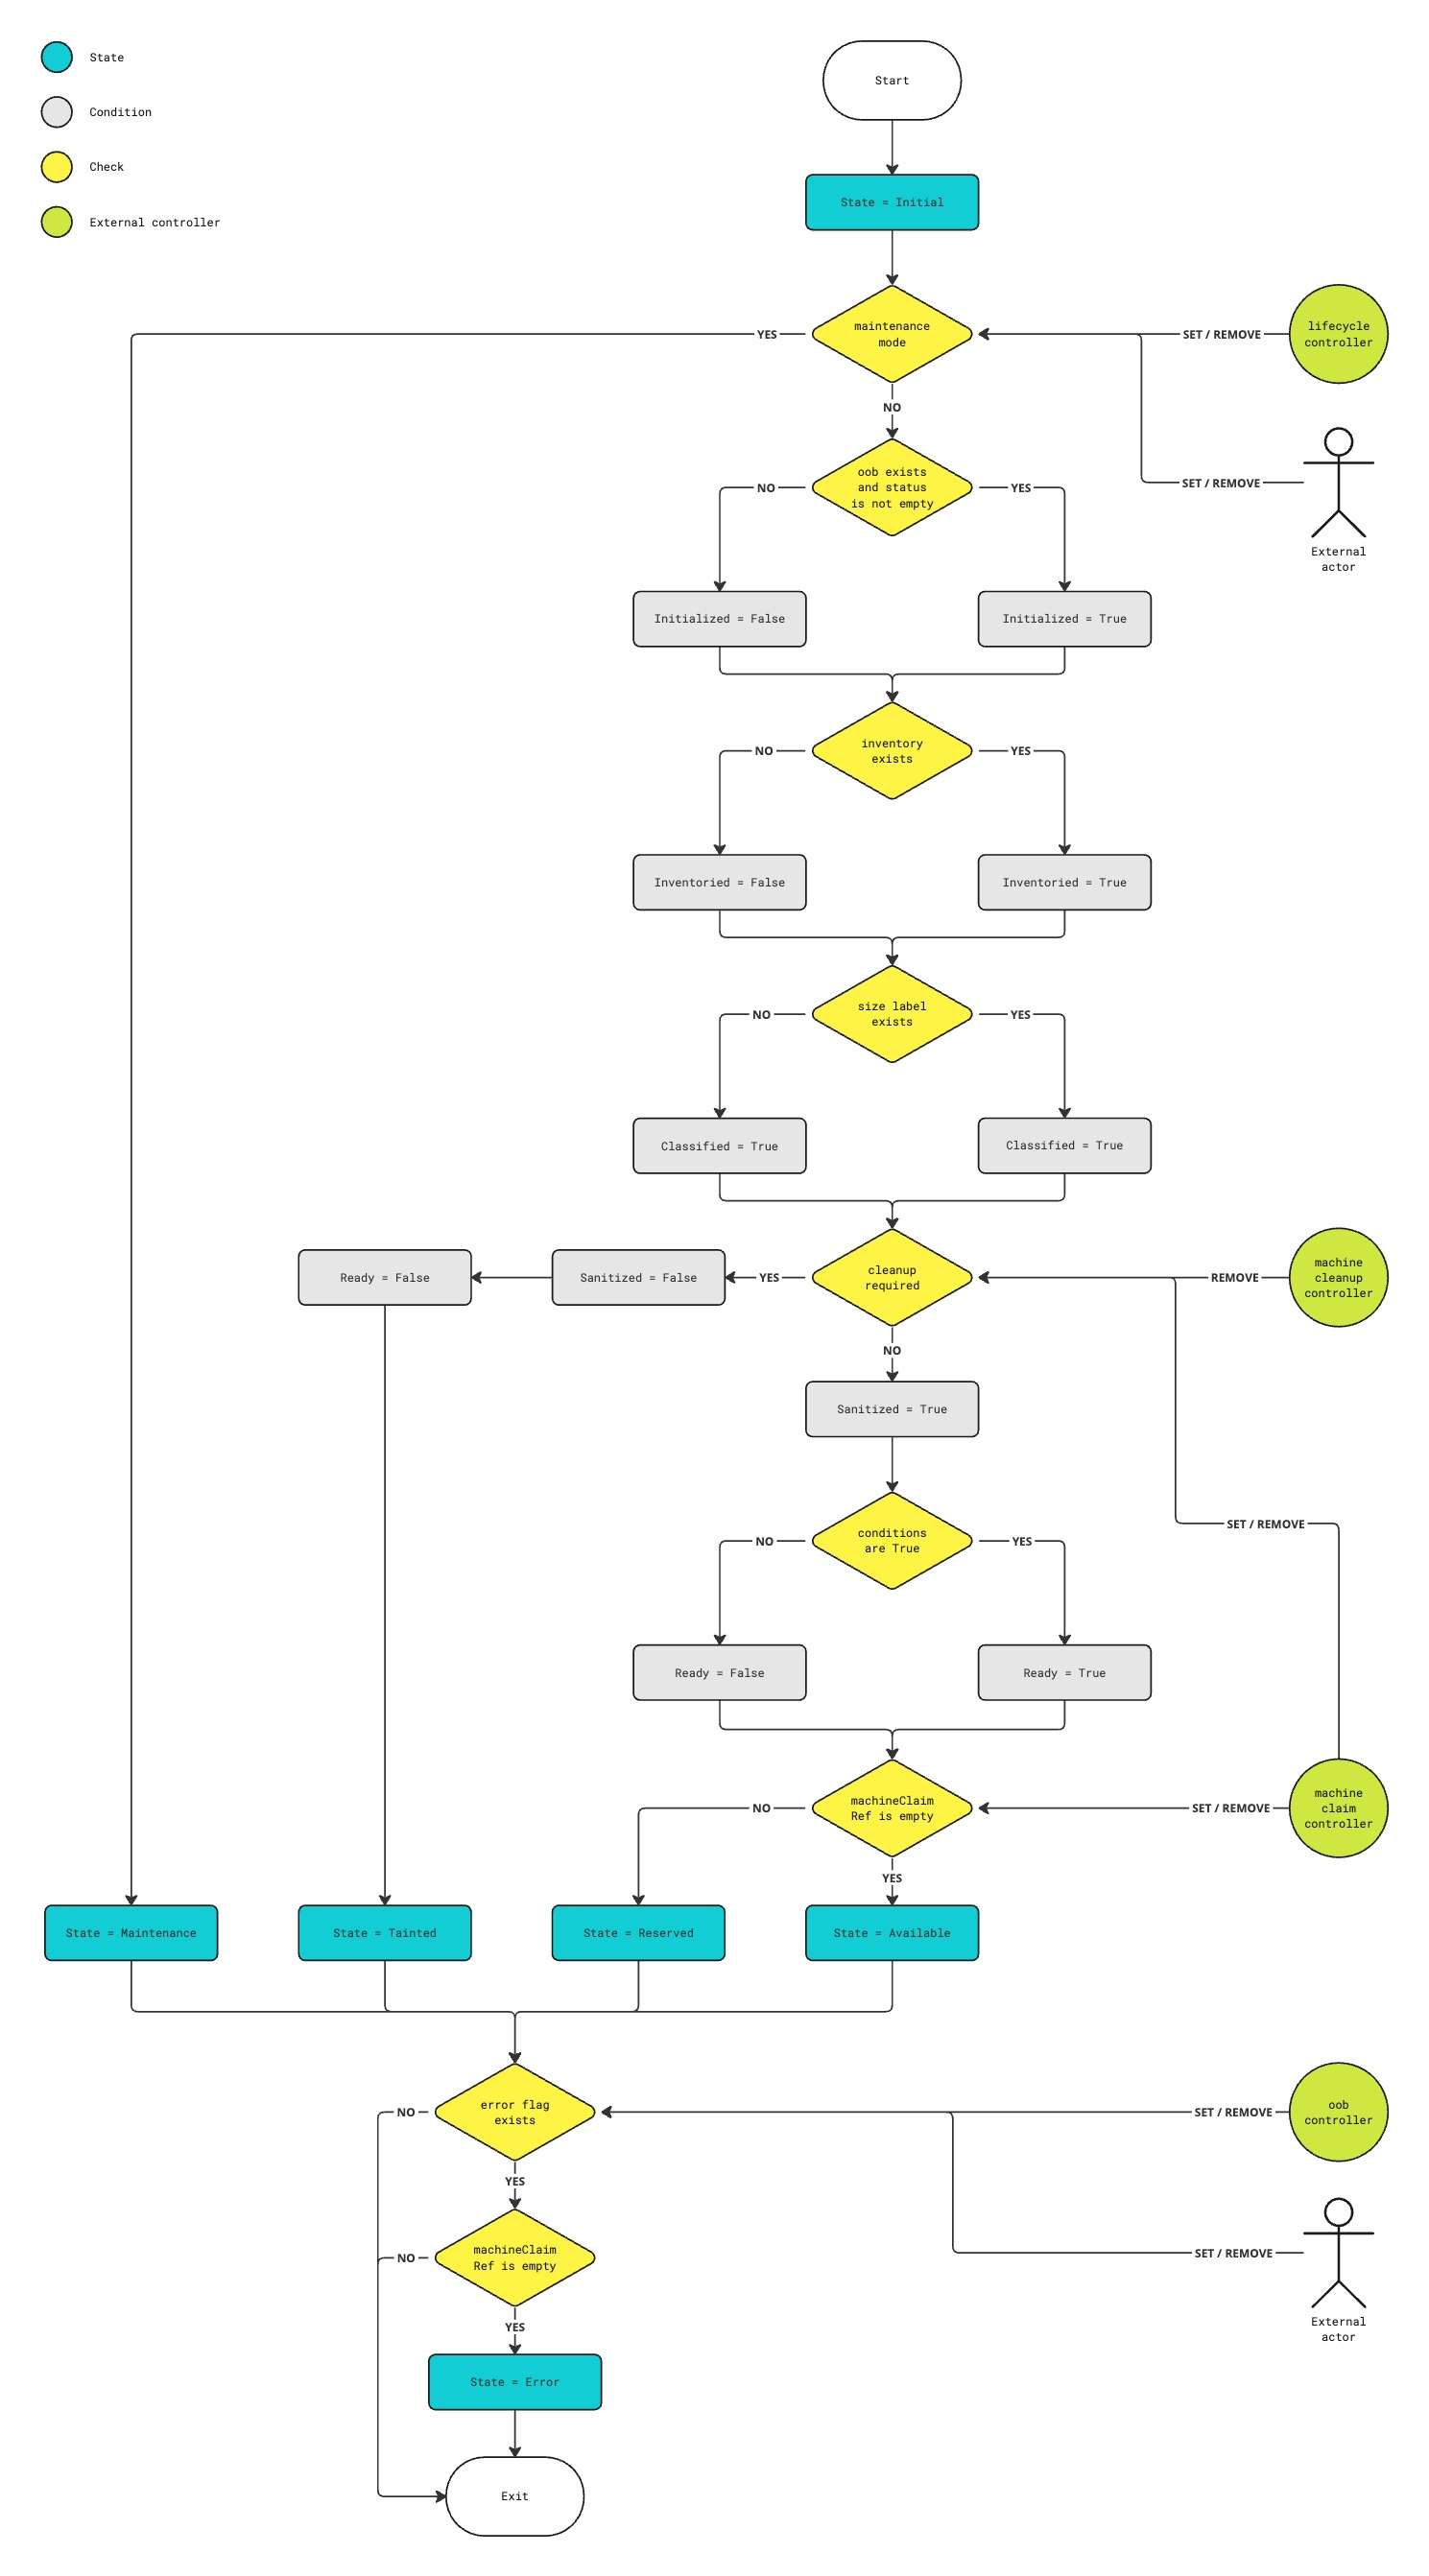 State
Condition
Check
External controller
Start
State = Initial
maintenance
mode
YES
SET / REMOVE
lifecycle
controller
NO
SET / REMOVE
External
actor
oob exists
and status
is not empty
NO
YES
Initialized = False
Initialized = True
inventory
exists
NO
YES
Inventoried = False
Inventoried = True
size label
exists
NO
YES
Classified = True
Classified = True
Ready = False
Sanitized = False
YES
cleanup
required
REMOVE
machine
cleanup
controller
NO
Sanitized = True
SET / REMOVE
conditions
are True
NO
YES
Ready = False
Ready = True
machineClaim
Ref is empty
NO
SET / REMOVE
machine
claim
controller
YES
State = Maintenance
State = Tainted
State = Reserved
State = Available
error flag
exists
NO
SET / REMOVE
oob
controller
YES
machineClaim
Ref is empty
NO
SET / REMOVE
External
actor
YES
State = Error
Exit